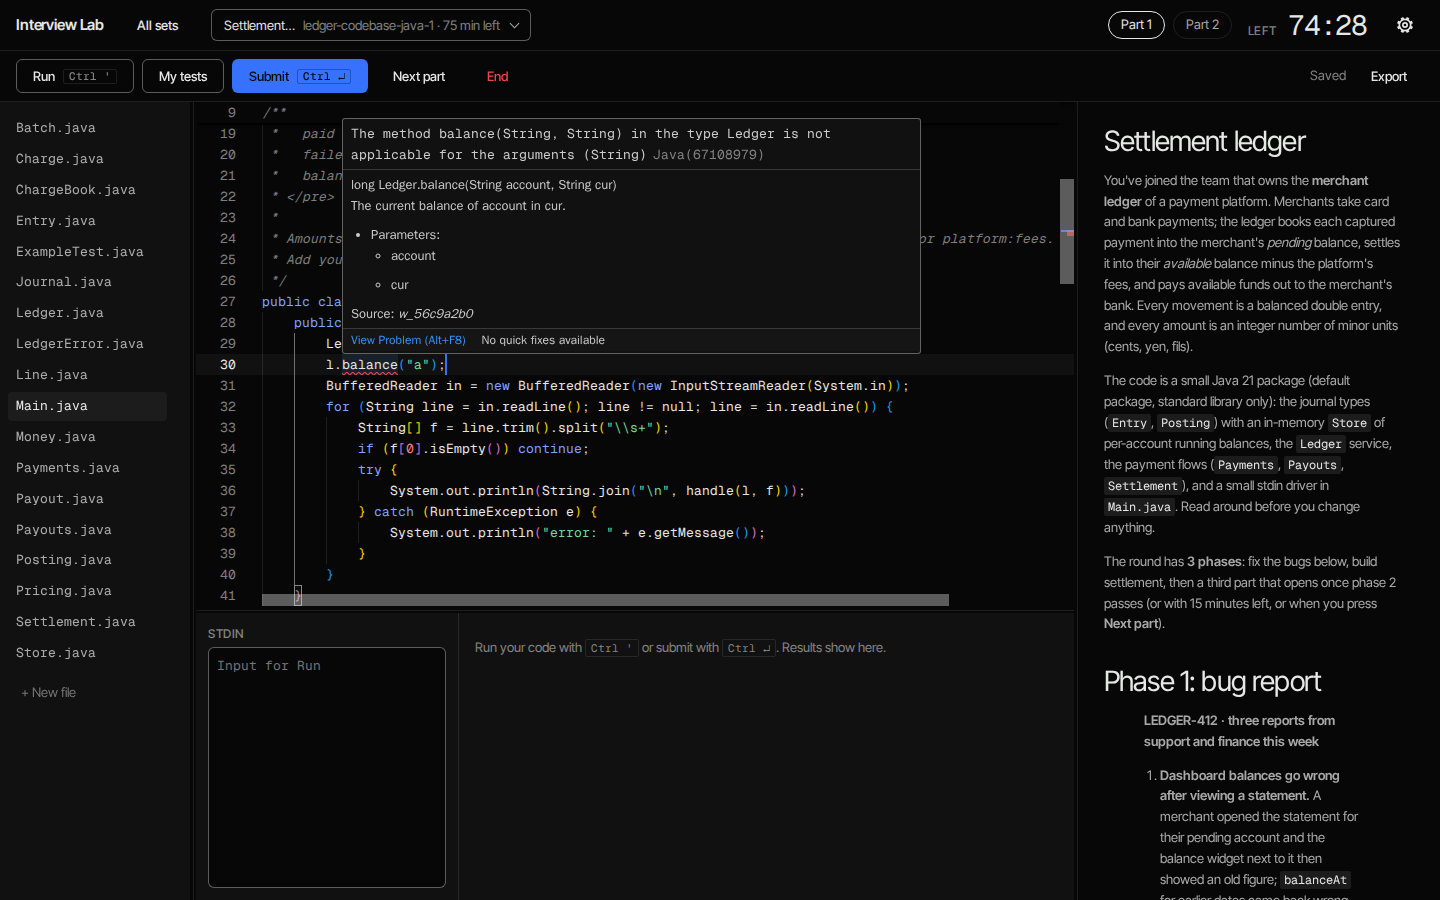 Interview Lab All sets Settlement... ledger-codebase-java-1 · 75 min left Part 1 Part 2 LEFT 74:28
Run Ctrl ' My tests Submit Ctrl ↵ Next part End Saved Export
Batch.java
Charge.java
ChargeBook.java
Entry.java
ExampleTest.java
Journal.java
Ledger.java
LedgerError.java
Line.java
Main.java
Money.java
Payments.java
Payout.java
Payouts.java
Posting.java
Pricing.java
Settlement.java
Store.java
+ New file
9 /**
19 * paid
20 * faile
21 * balan
22 * </pre>
23 *
24 * Amounts or platform:fees.
25 * Add you
26 */
27 public cla
28 public
29 Le
30 l.balance("a");
31 BufferedReader in = new BufferedReader(new InputStreamReader(System.in));
32 for (String line = in.readLine(); line != null; line = in.readLine()) {
33 String[] f = line.trim().split("\\s+");
34 if (f[0].isEmpty()) continue;
35 try {
36 System.out.println(String.join("\n", handle(l, f)));
37 } catch (RuntimeException e) {
38 System.out.println("error: " + e.getMessage());
39 }
40 }
41 }
The method balance(String, String) in the type Ledger is not
applicable for the arguments (String) Java(67108979)
long Ledger.balance(String account, String cur)
The current balance of account in cur.
• Parameters:
◦ account
◦ cur
Source: w_56c9a2b0
View Problem (Alt+F8) No quick fixes available
STDIN
Input for Run
Run your code with Ctrl ' or submit with Ctrl ↵. Results show here.
Settlement ledger
You've joined the team that owns the merchant
ledger of a payment platform. Merchants take card
and bank payments; the ledger books each captured
payment into the merchant's pending balance, settles
it into their available balance minus the platform's
fees, and pays available funds out to the merchant's
bank. Every movement is a balanced double entry,
and every amount is an integer number of minor units
(cents, yen, fils).
The code is a small Java 21 package (default
package, standard library only): the journal types
(Entry, Posting) with an in-memory Store of
per-account running balances, the Ledger service,
the payment flows (Payments, Payouts,
Settlement), and a small stdin driver in
Main.java. Read around before you change
anything.
The round has 3 phases: fix the bugs below, build
settlement, then a third part that opens once phase 2
passes (or with 15 minutes left, or when you press
Next part).
Phase 1: bug report
LEDGER-412 · three reports from
support and finance this week
1. Dashboard balances go wrong
after viewing a statement. A
merchant opened the statement for
their pending account and the
balance widget next to it then
showed an old figure; balanceAt
for earlier dates came back wrong